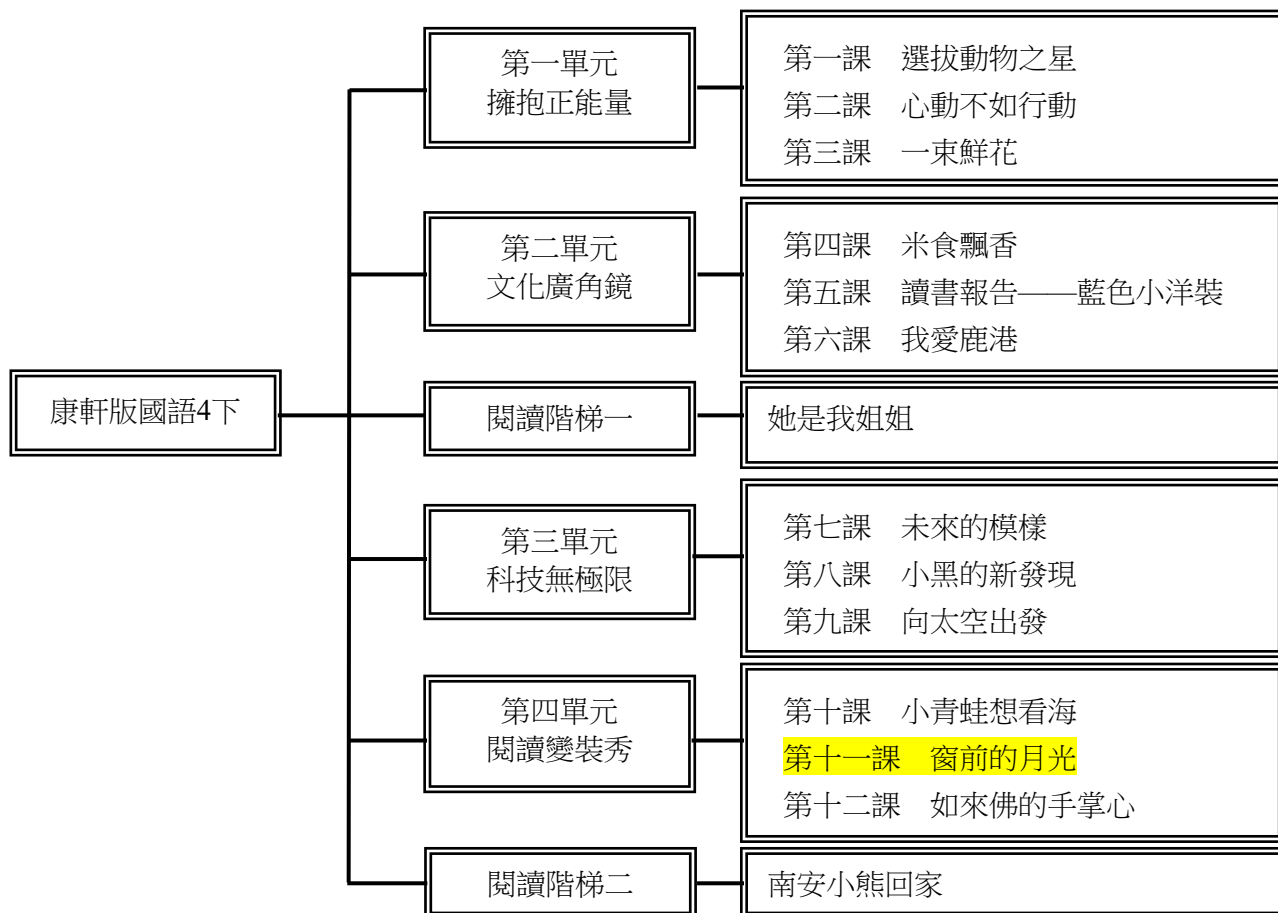 康軒版國語4下
第一單元
擁抱正能量
第一課　選拔動物之星
第二課　心動不如行動
第三課　一束鮮花
第二單元
文化廣角鏡
第四課　米食飄香
第五課　讀書報告——藍色小洋裝
第六課　我愛鹿港
閱讀階梯一
她是我姐姐
第三單元
科技無極限
第七課　未來的模樣
第八課　小黑的新發現
第九課　向太空出發
第四單元
閱讀變裝秀
第十課　小青蛙想看海
第十一課　窗前的月光
第十二課　如來佛的手掌心
閱讀階梯二
南安小熊回家